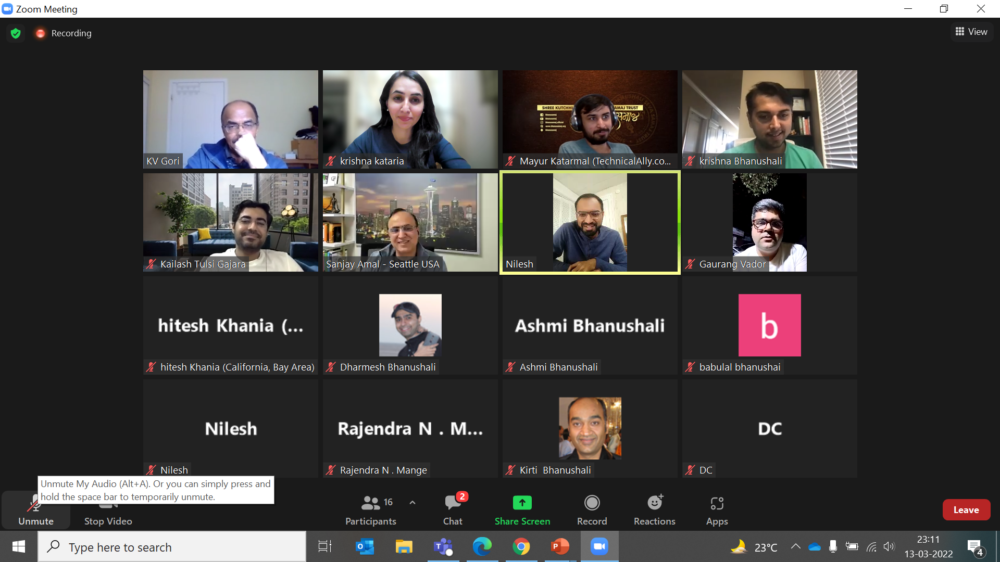 Zoom Meeting
Recording
View
KV Gori
krishna kataria
SHREE KUTCHHI
AMAJ TRUST
Mayur Katarmal (TechnicalAlly.co...
krishna Bhanushali
Kailash Tulsi Gajara
Sanjay Amal - Seattle USA
Nilesh
Gaurang Vador
hitesh Khania (...
hitesh Khania (California, Bay Area)
Dharmesh Bhanushali
Ashmi Bhanushali
Ashmi Bhanushali
b
babulal bhanushai
Nilesh
Nilesh
Rajendra N . M...
Rajendra N . Mange
Kirti Bhanushali
DC
DC
Unmute My Audio (Alt+A). Or you can simply press and
hold the space bar to temporarily unmute.
Unmute
Stop Video
16
Participants
2
Chat
Share Screen
Record
Reactions
Apps
Leave
Type here to search
23°C
23:11
13-03-2022
4